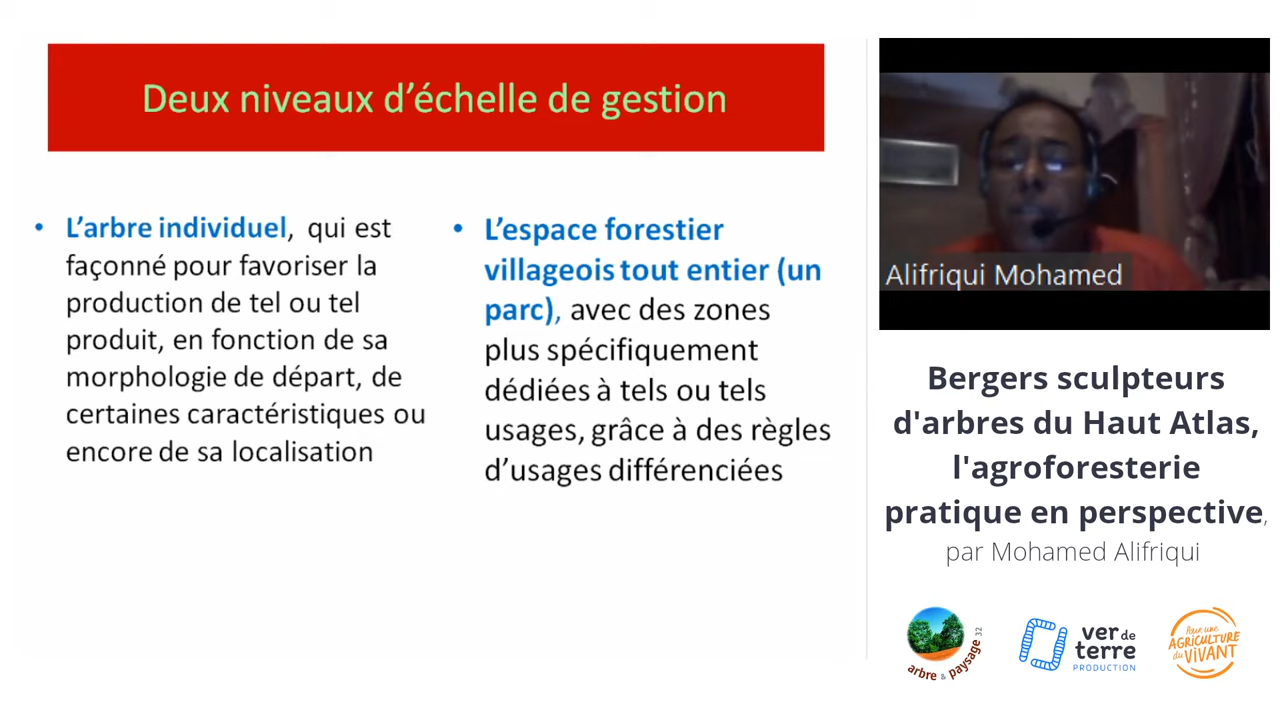 Deux niveaux d’échelle de gestion
• L’arbre individuel, qui est
façonné pour favoriser la
production de tel ou tel
produit, en fonction de sa
morphologie de départ, de
certaines caractéristiques ou
encore de sa localisation
• L’espace forestier
villageois tout entier (un
parc), avec des zones
plus spécifiquement
dédiées à tels ou tels
usages, grâce à des règles
d’usages différenciées
Alifriqui Mohamed
Bergers sculpteurs
d'arbres du Haut Atlas,
l'agroforesterie
pratique en perspective,
par Mohamed Alifriqui
arbre & paysage 32
ver de
terre
PRODUCTION
Pour une
AGRICULTURE
du VIVANT